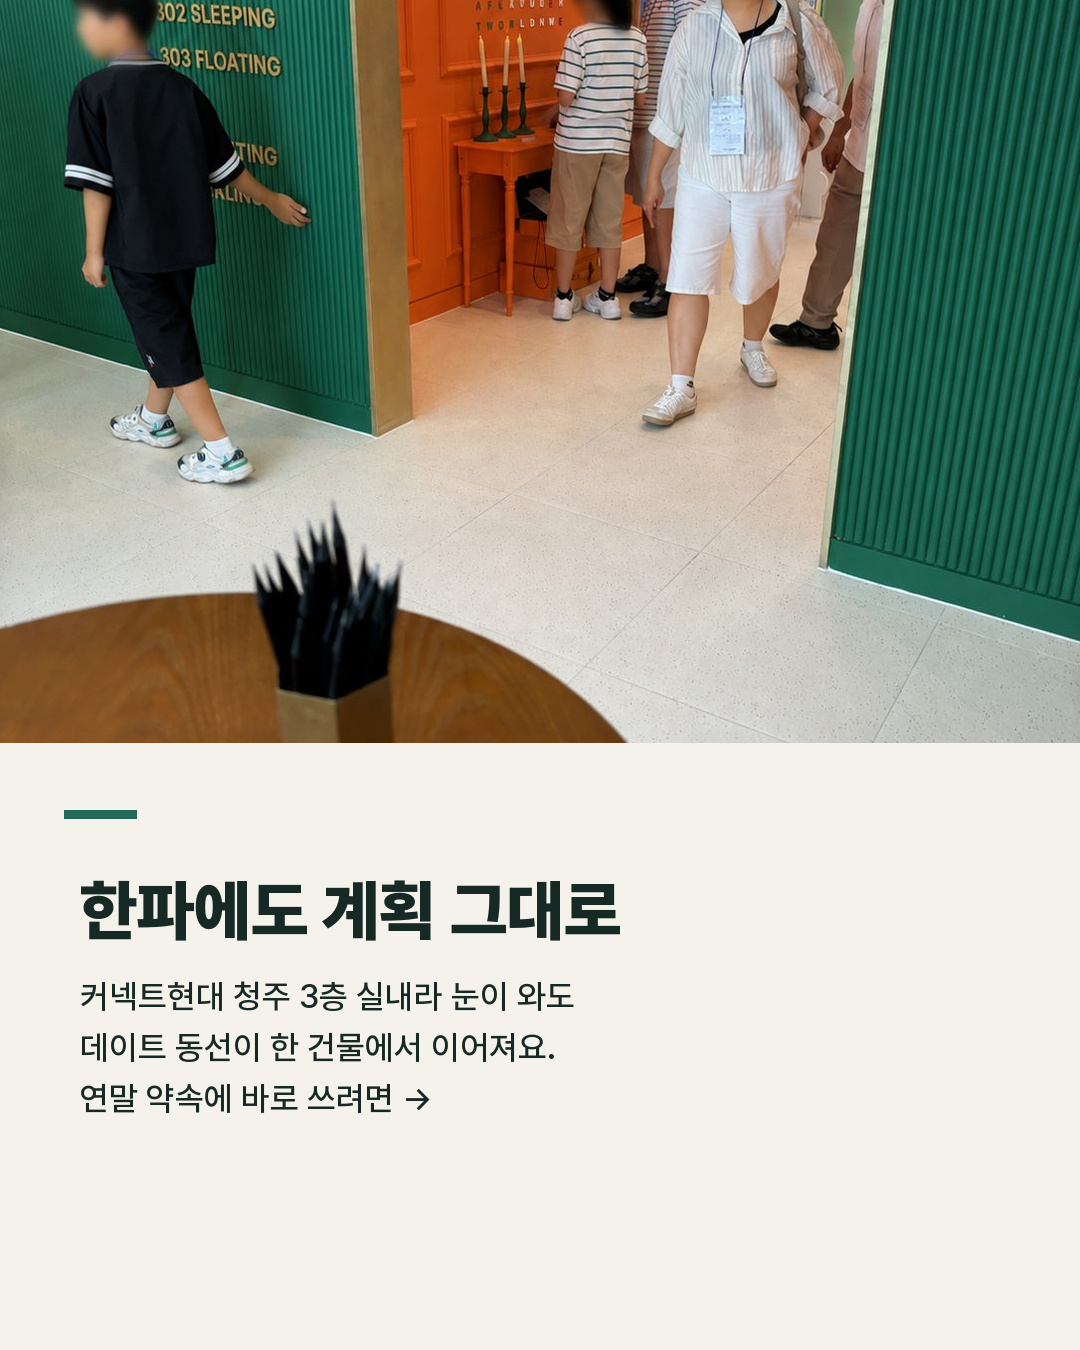 302 SLEEPING
303 FLOATING
한파에도 계획 그대로
커넥트현대 청주 3층 실내라 눈이 와도
데이트 동선이 한 건물에서 이어져요.
연말 약속에 바로 쓰려면 →